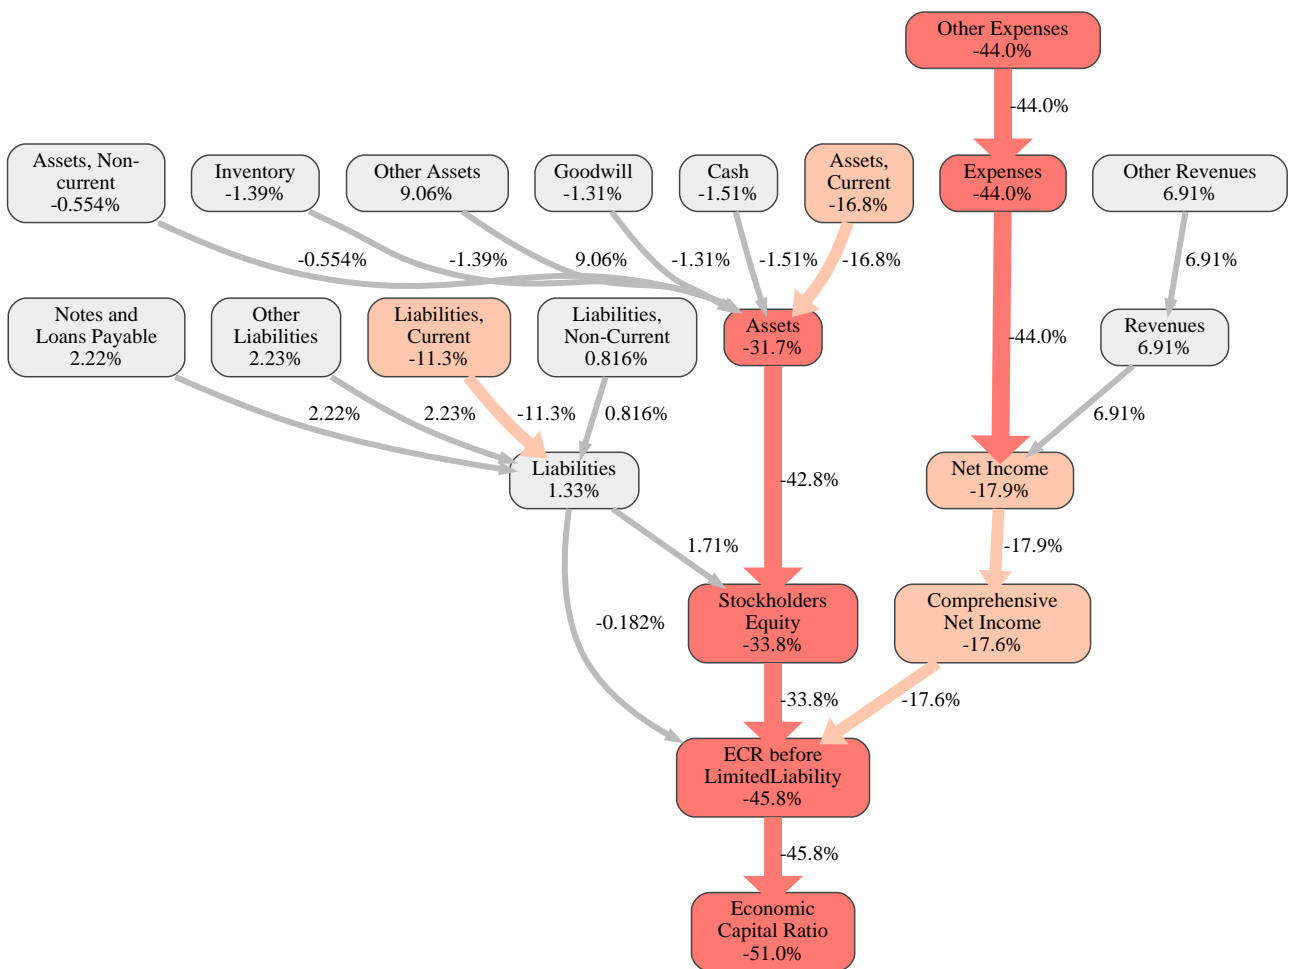 Other Expenses
-44.0%
-44.0%
Assets, Non-
current
-0.554%
Inventory
-1.39%
Other Assets
9.06%
Goodwill
-1.31%
Cash
-1.51%
Assets,
Current
-16.8%
Expenses
-44.0%
Other Revenues
6.91%
-0.554%
-1.39%
9.06%
-1.31%
-1.51%
-16.8%
6.91%
Notes and
Loans Payable
2.22%
Other
Liabilities
2.23%
Liabilities,
Current
-11.3%
Liabilities,
Non-Current
0.816%
Assets
-31.7%
-44.0%
Revenues
6.91%
2.22%
2.23%
-11.3%
0.816%
6.91%
Liabilities
1.33%
-42.8%
Net Income
-17.9%
1.71%
-17.9%
-0.182%
Stockholders
Equity
-33.8%
Comprehensive
Net Income
-17.6%
-33.8%
-17.6%
ECR before
LimitedLiability
-45.8%
-45.8%
Economic
Capital Ratio
-51.0%